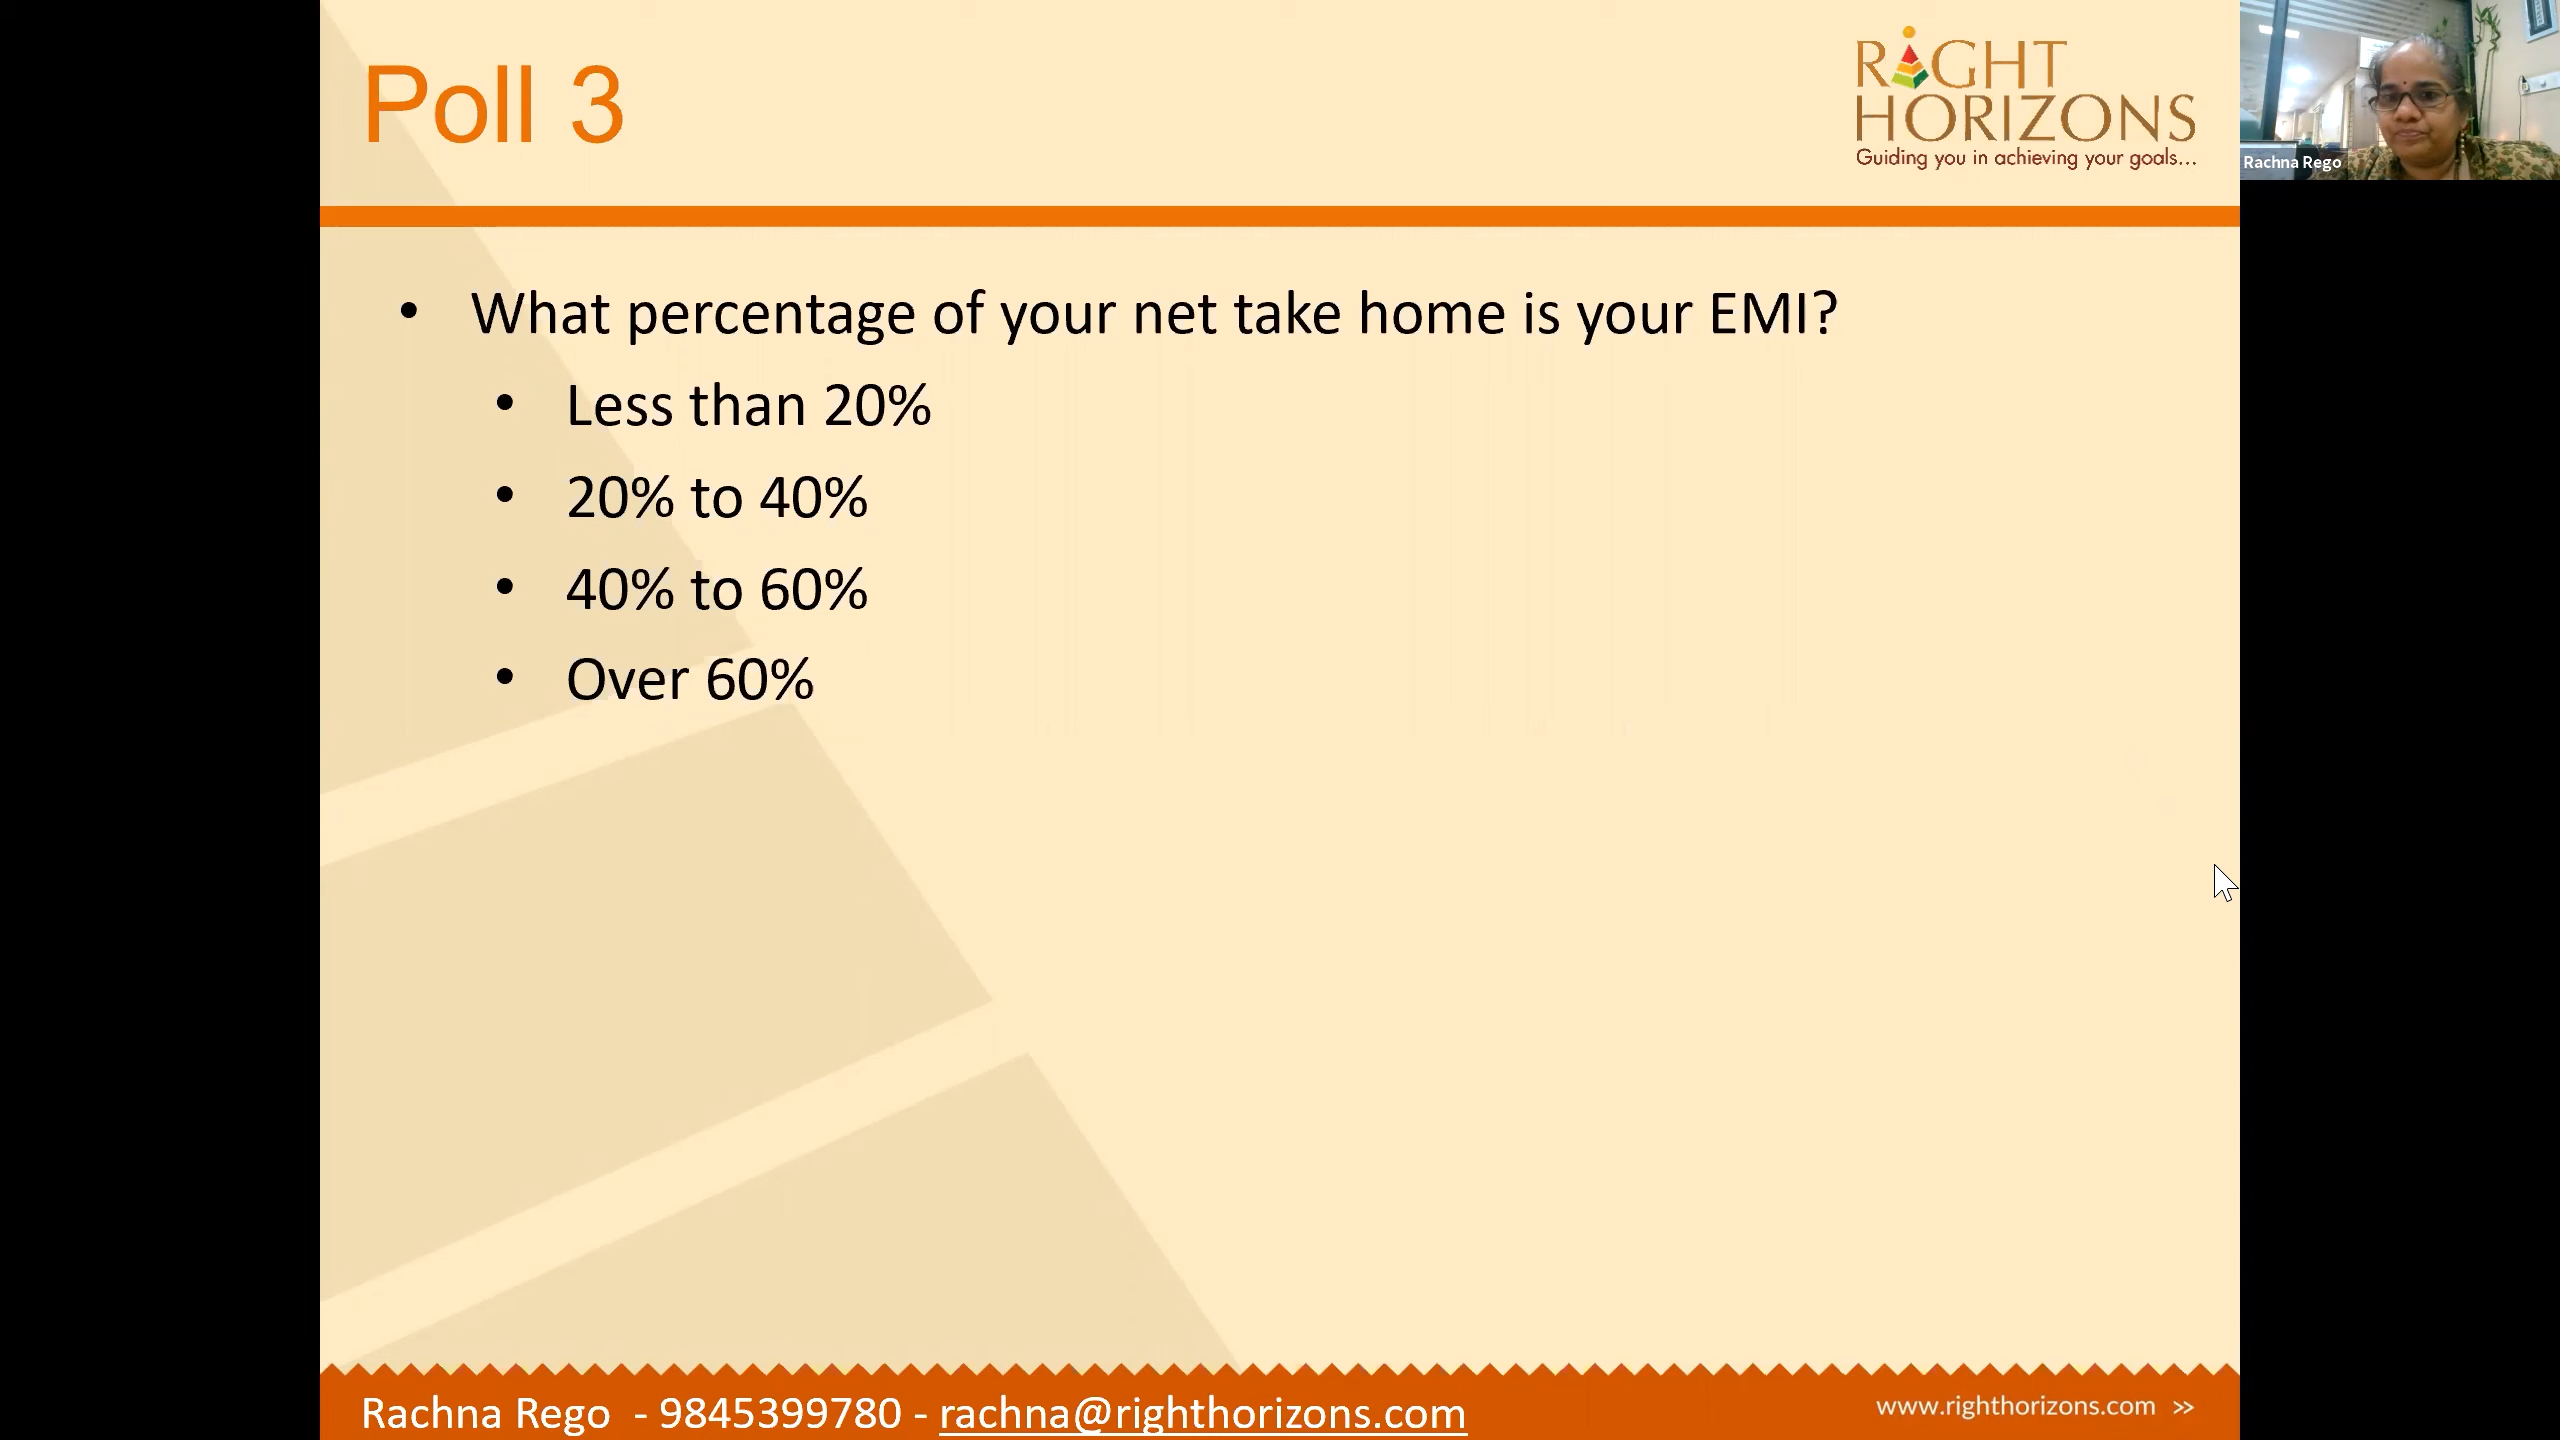 Poll 3
RIGHT
HORIZONS
Guiding you in achieving your goals...
Rachna Rego
• What percentage of your net take home is your EMI?
• Less than 20%
• 20% to 40%
• 40% to 60%
• Over 60%
Rachna Rego - 9845399780 - rachna@righthorizons.com
www.righthorizons.com >>